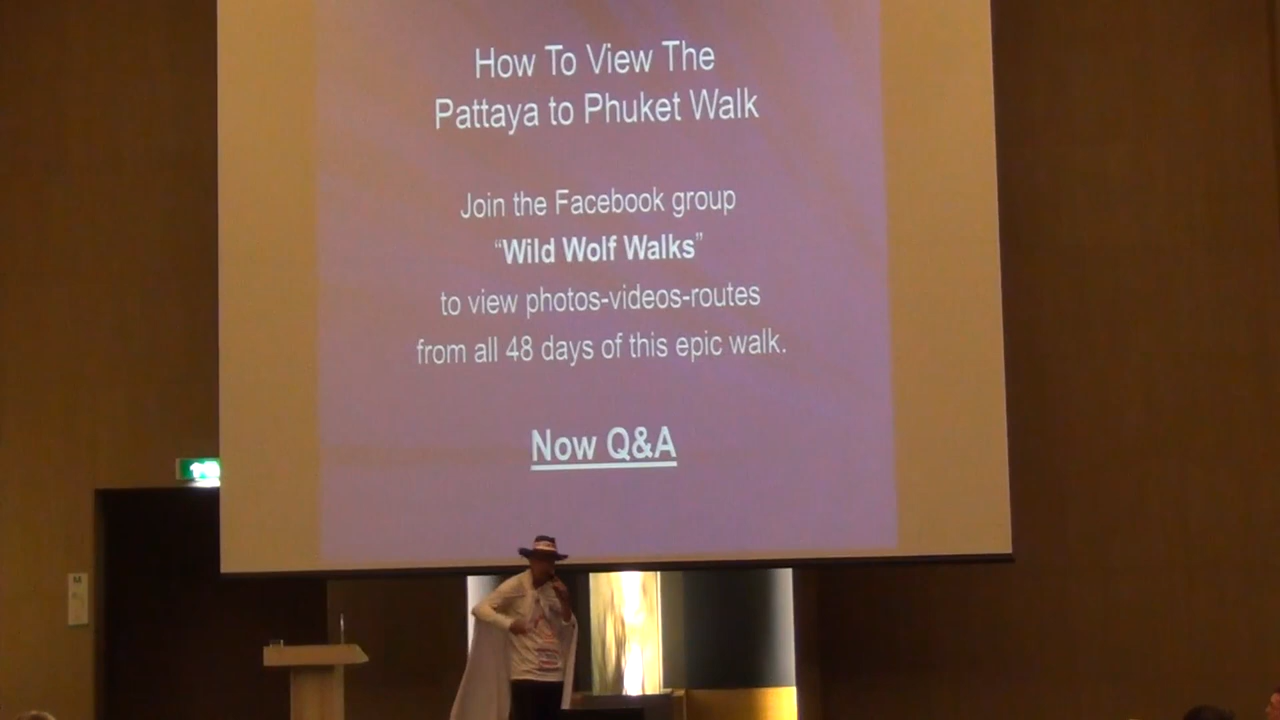 How To View The
Pattaya to Phuket Walk
Join the Facebook group
“Wild Wolf Walks”
to view photos-videos-routes
from all 48 days of this epic walk.
Now Q&A
M